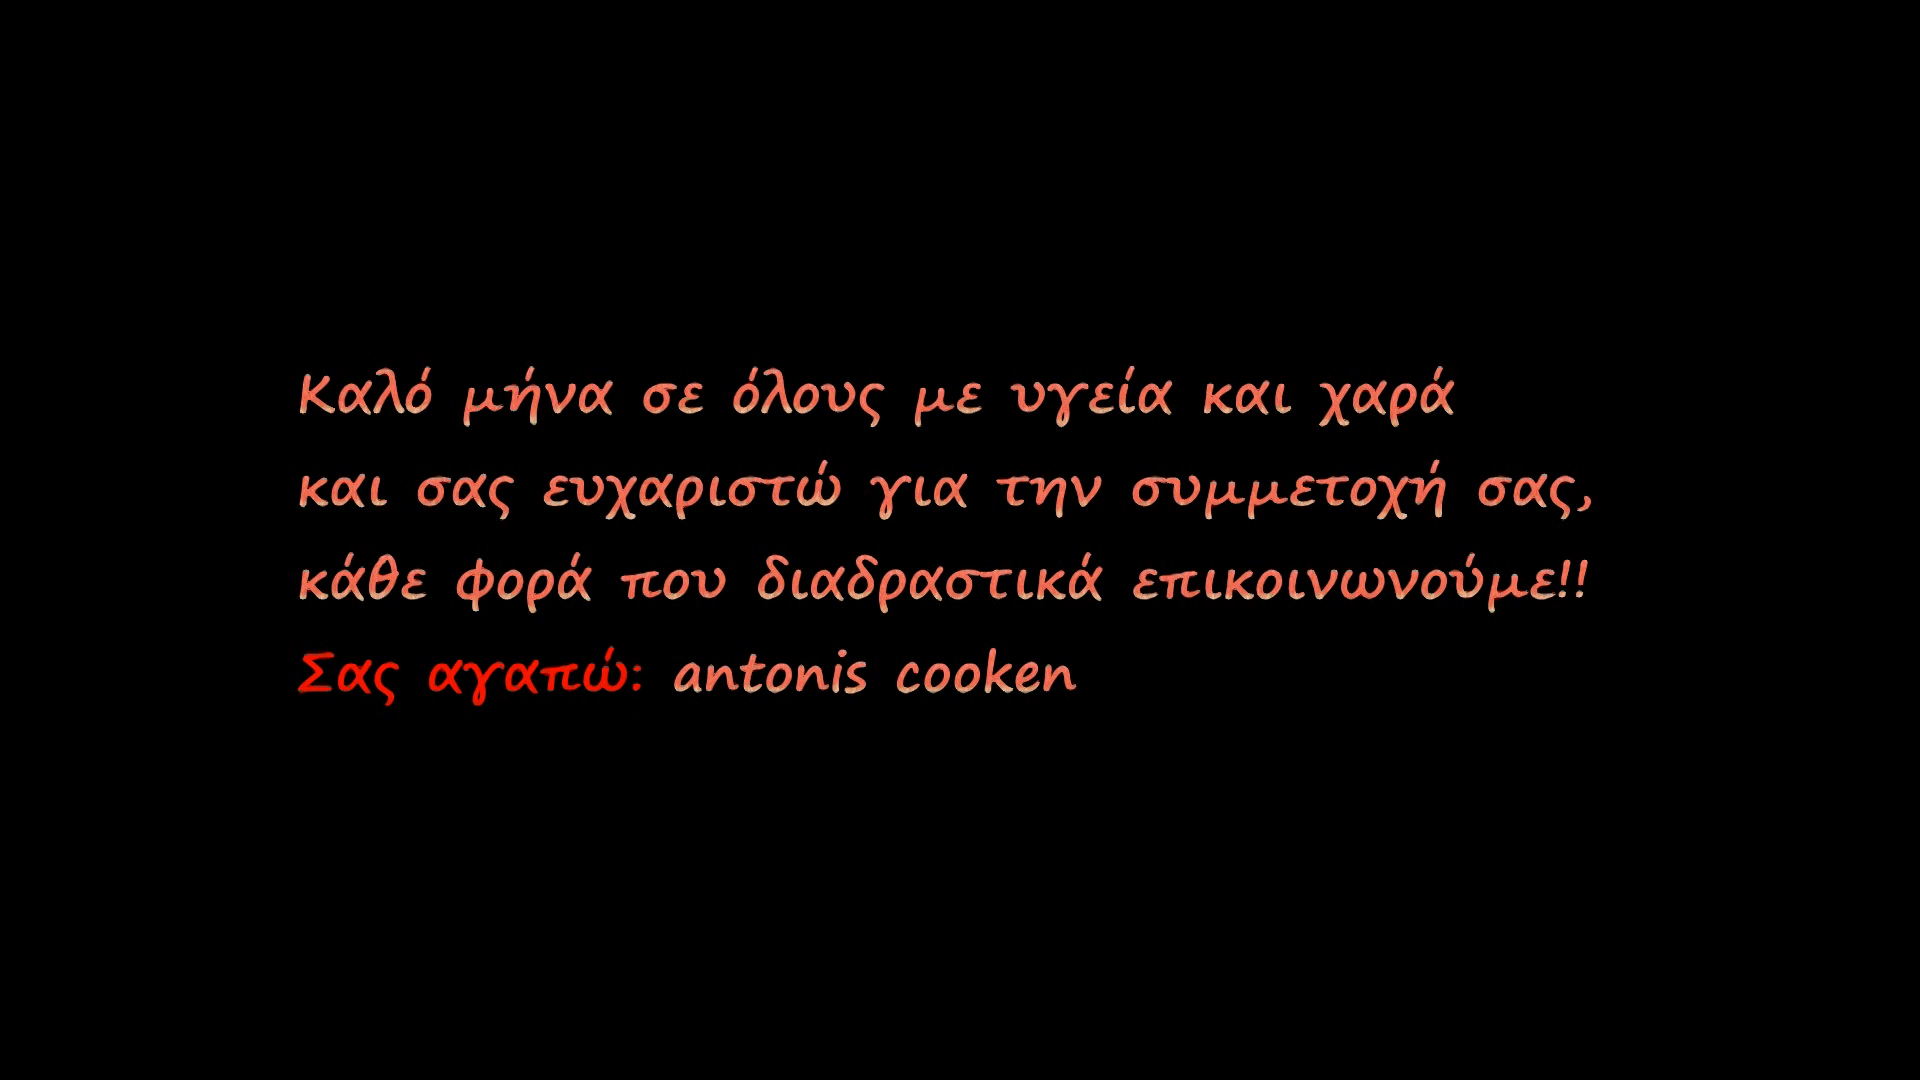 Καλό μήνα σε όλους με υγεία και χαρά
και σας ευχαριστώ για την συμμετοχή σας,
κάθε φορά που διαδραστικά επικοινωνούμε!!
Σας αγαπώ: antonis cooken